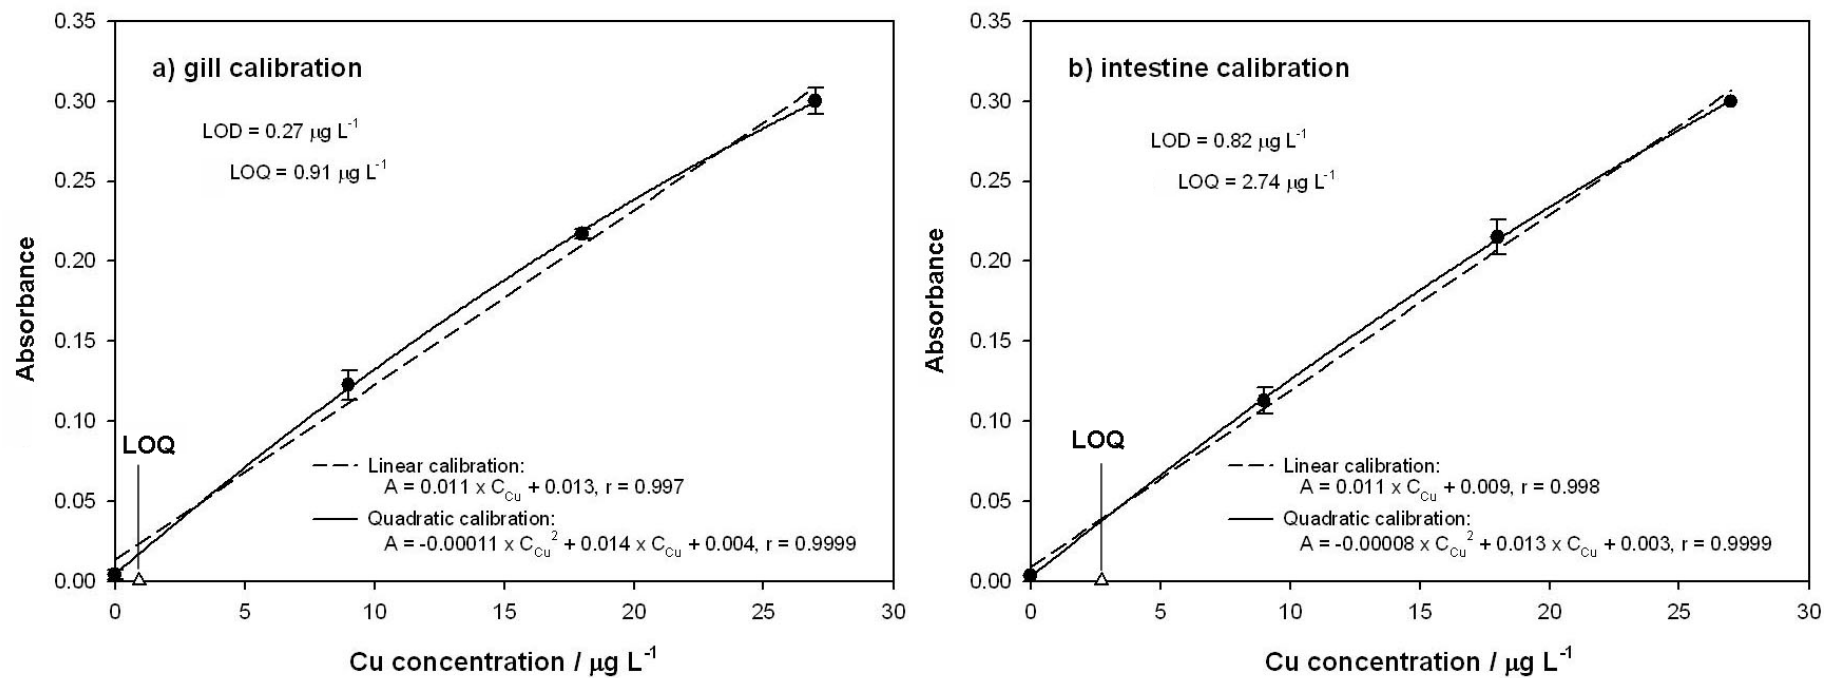 a) gill calibration
LOD = 0.27 μg L⁻¹
LOQ = 0.91 μg L⁻¹
0.35
0.30
0.25
0.20
0.15
0.10
0.05
0.00
Absorbance
LOQ
Linear calibration:
A = 0.011 x C_Cu + 0.013, r = 0.997
Quadratic calibration:
A = -0.00011 x C_Cu² + 0.014 x C_Cu + 0.004, r = 0.9999
0 5 10 15 20 25 30
Cu concentration / μg L⁻¹
b) intestine calibration
LOD = 0.82 μg L⁻¹
LOQ = 2.74 μg L⁻¹
0.35
0.30
0.25
0.20
0.15
0.10
0.05
0.00
Absorbance
LOQ
Linear calibration:
A = 0.011 x C_Cu + 0.009, r = 0.998
Quadratic calibration:
A = -0.00008 x C_Cu² + 0.013 x C_Cu + 0.003, r = 0.9999
0 5 10 15 20 25 30
Cu concentration / μg L⁻¹